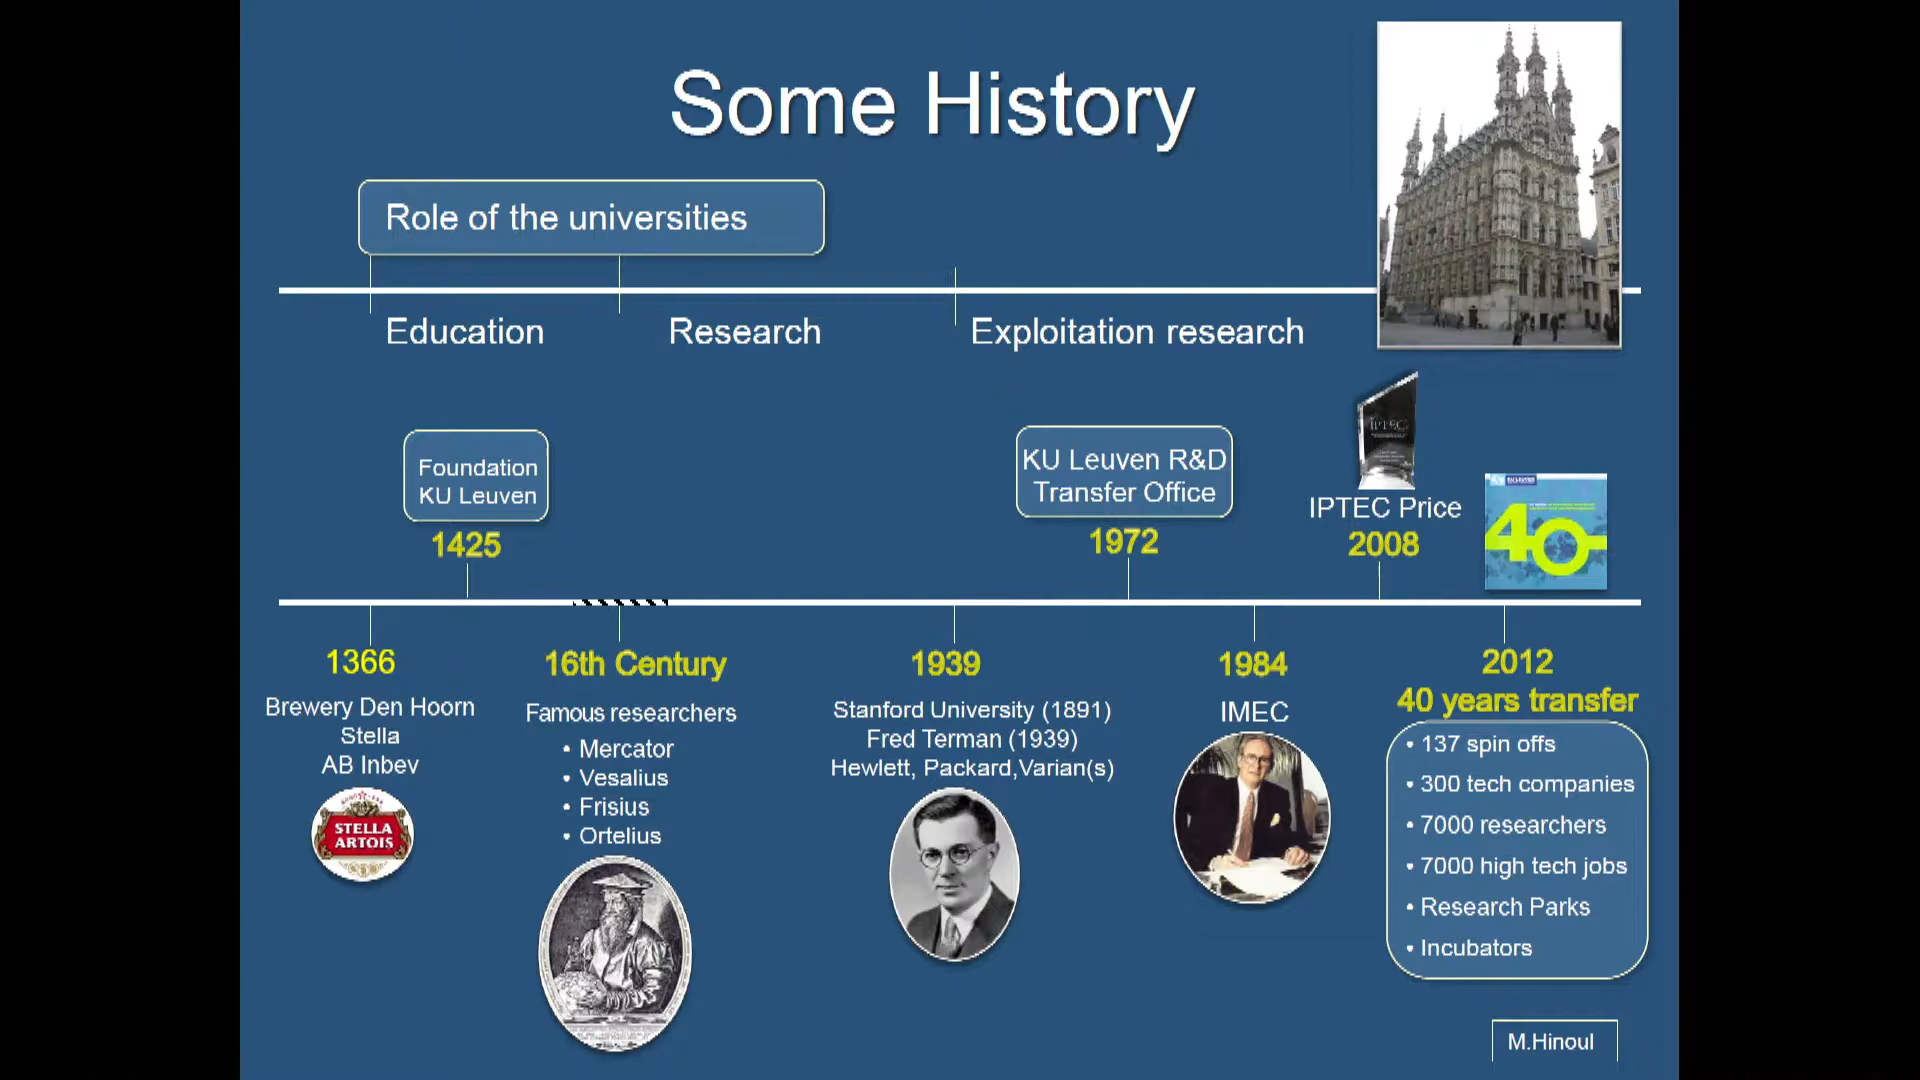 Some History
Role of the universities
Education
Research
Exploitation research
Foundation
KU Leuven
1425
KU Leuven R&D
Transfer Office
1972
IPTEC
IPTEC Price
2008
40
1366
Brewery Den Hoorn
Stella
AB Inbev
STELLA
ARTOIS
16th Century
Famous researchers
• Mercator
• Vesalius
• Frisius
• Ortelius
1939
Stanford University (1891)
Fred Terman (1939)
Hewlett, Packard,Varian(s)
1984
IMEC
2012
40 years transfer
• 137 spin offs
• 300 tech companies
• 7000 researchers
• 7000 high tech jobs
• Research Parks
• Incubators
M.Hinoul